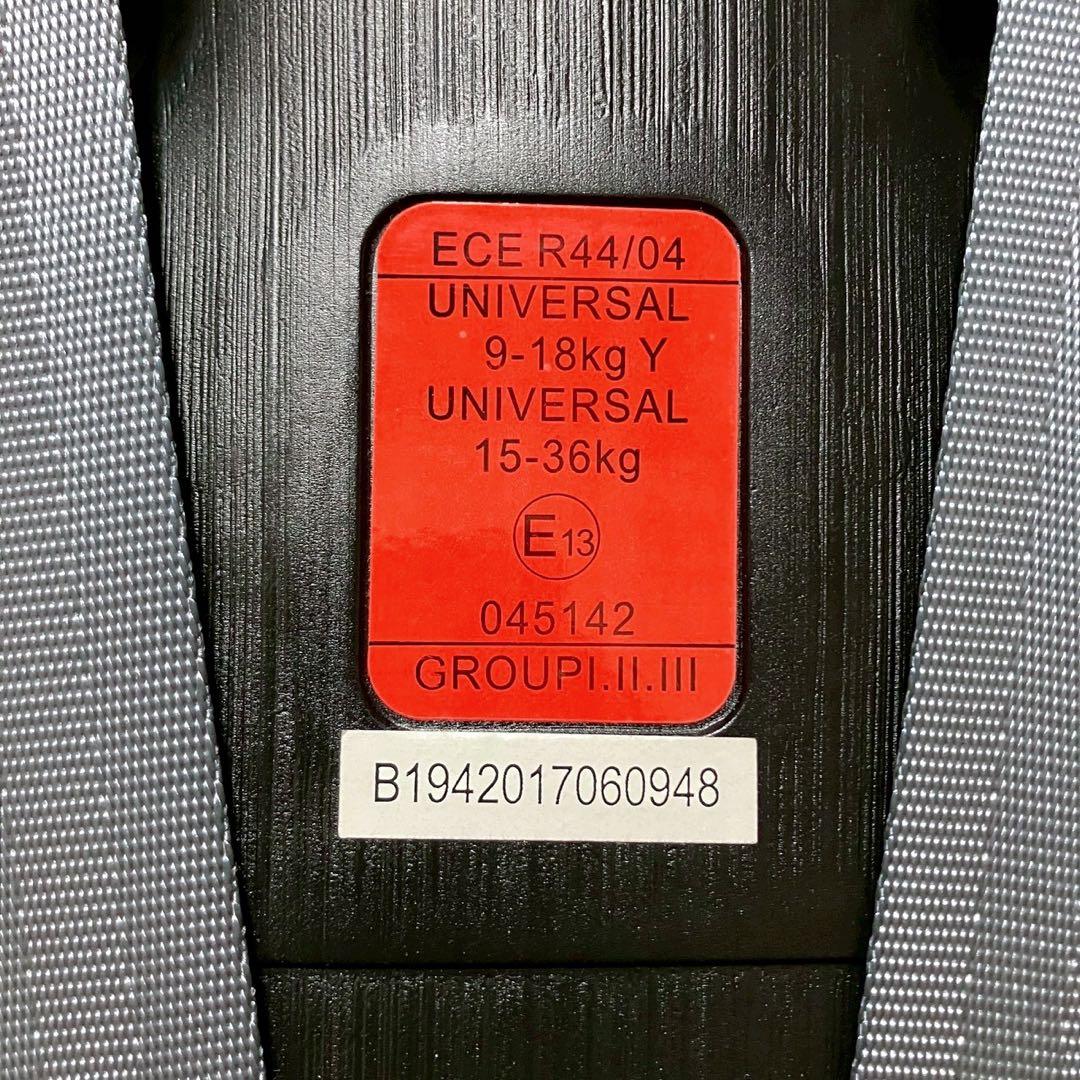 ECE R44/04
UNIVERSAL
9-18kg Y
UNIVERSAL
15-36kg
E13
045142
GROUPI.II.III
B1942017060948